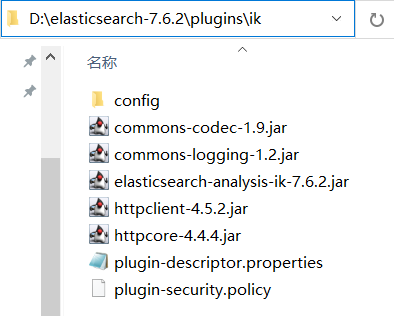 D:\elasticsearch-7.6.2\plugins\ik
名称
config
commons-codec-1.9.jar
commons-logging-1.2.jar
elasticsearch-analysis-ik-7.6.2.jar
httpclient-4.5.2.jar
httpcore-4.4.4.jar
plugin-descriptor.properties
plugin-security.policy